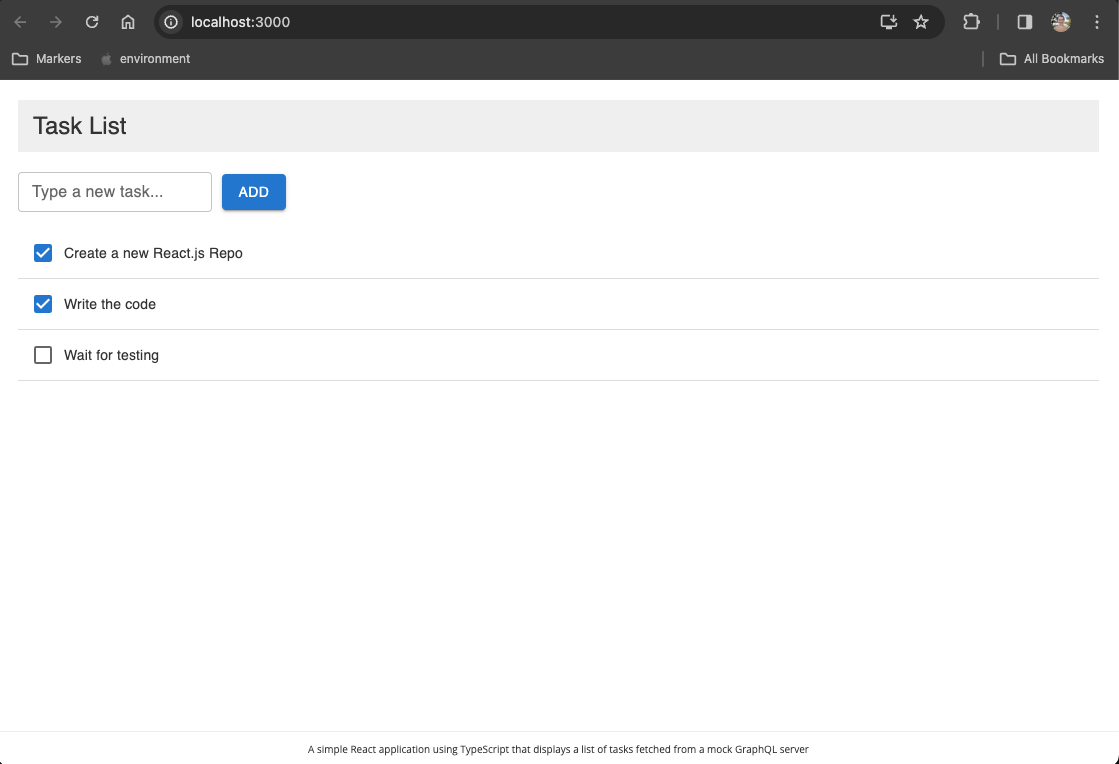 localhost:3000
Markers environment All Bookmarks
Task List
Type a new task... ADD
Create a new React.js Repo
Write the code
Wait for testing
A simple React application using TypeScript that displays a list of tasks fetched from a mock GraphQL server